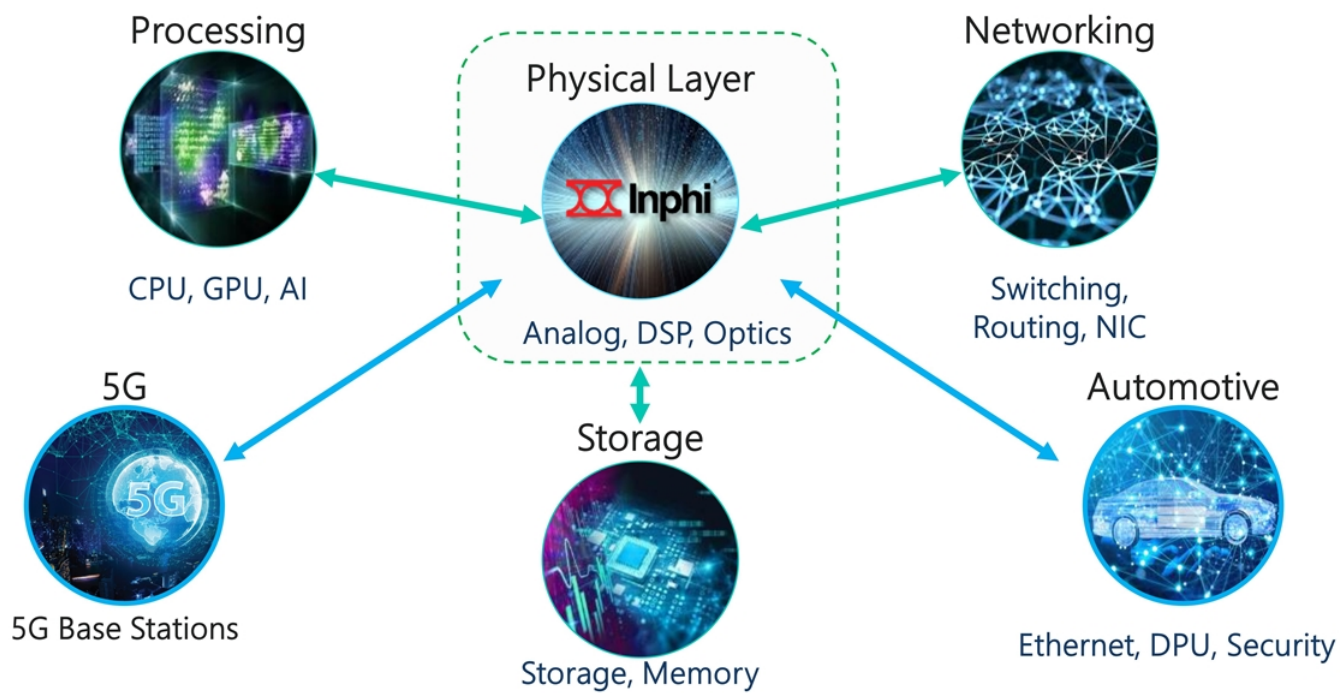 Processing
CPU, GPU, AI
Physical Layer
Inphi
Analog, DSP, Optics
Networking
Switching,
Routing, NIC
5G
5G
5G Base Stations
Storage
Storage, Memory
Automotive
Ethernet, DPU, Security